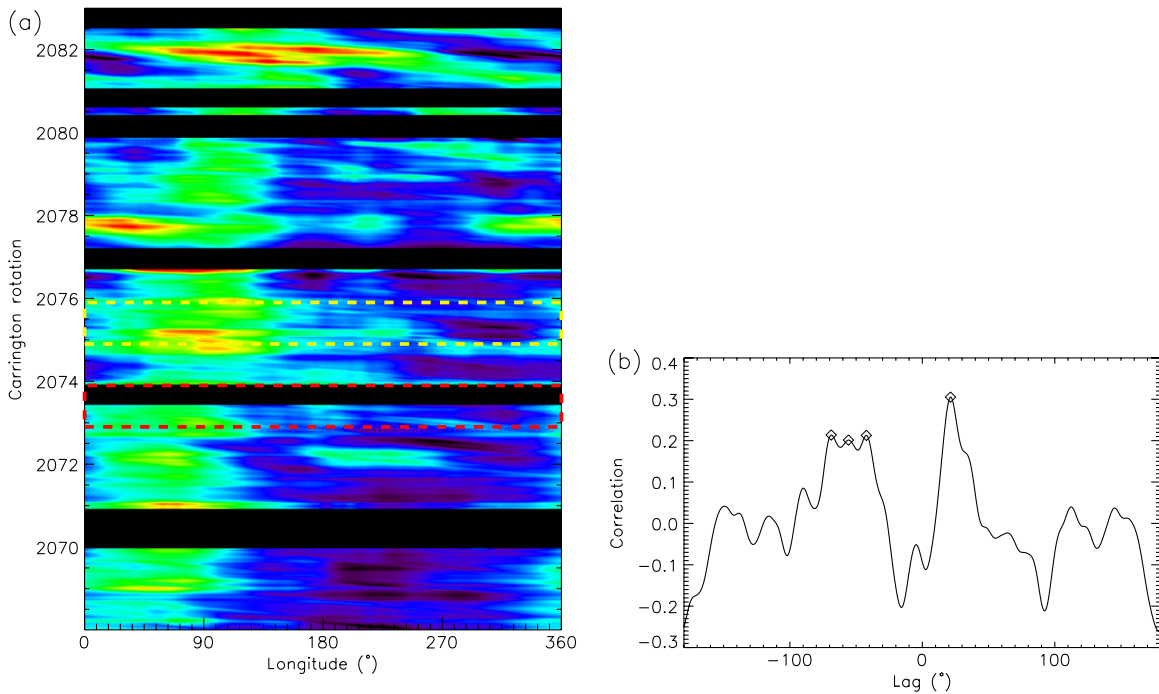 (a)
2082
2080
2078
2076
2074
2072
2070
Carrington rotation
0 90 180 270 360
Longitude (°)
(b)
0.4
0.3
0.2
0.1
0.0
−0.1
−0.2
−0.3
Correlation
−100 0 100
Lag (°)